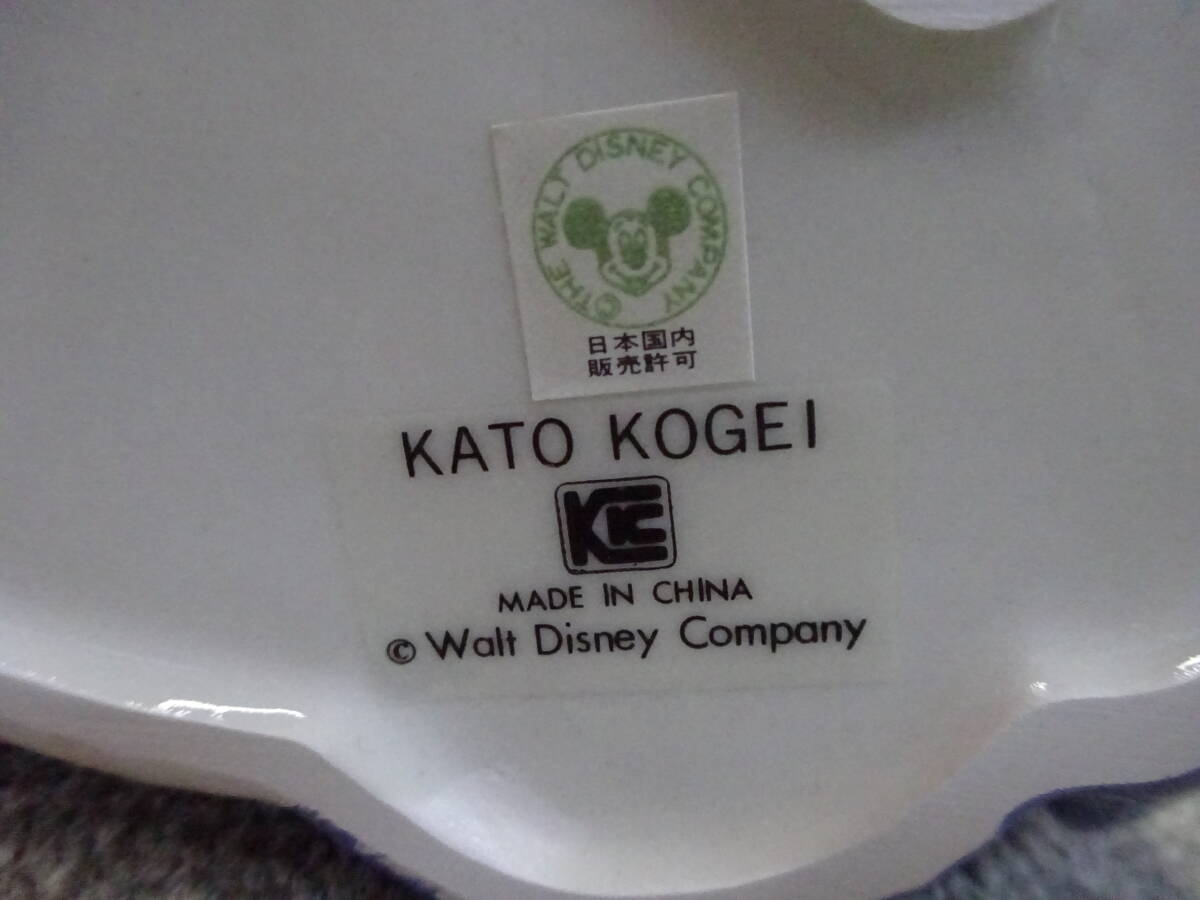 ©THE WALT DISNEY COMPANY
日本国内
販売許可
KATO KOGEI
KIC
MADE IN CHINA
© Walt Disney Company